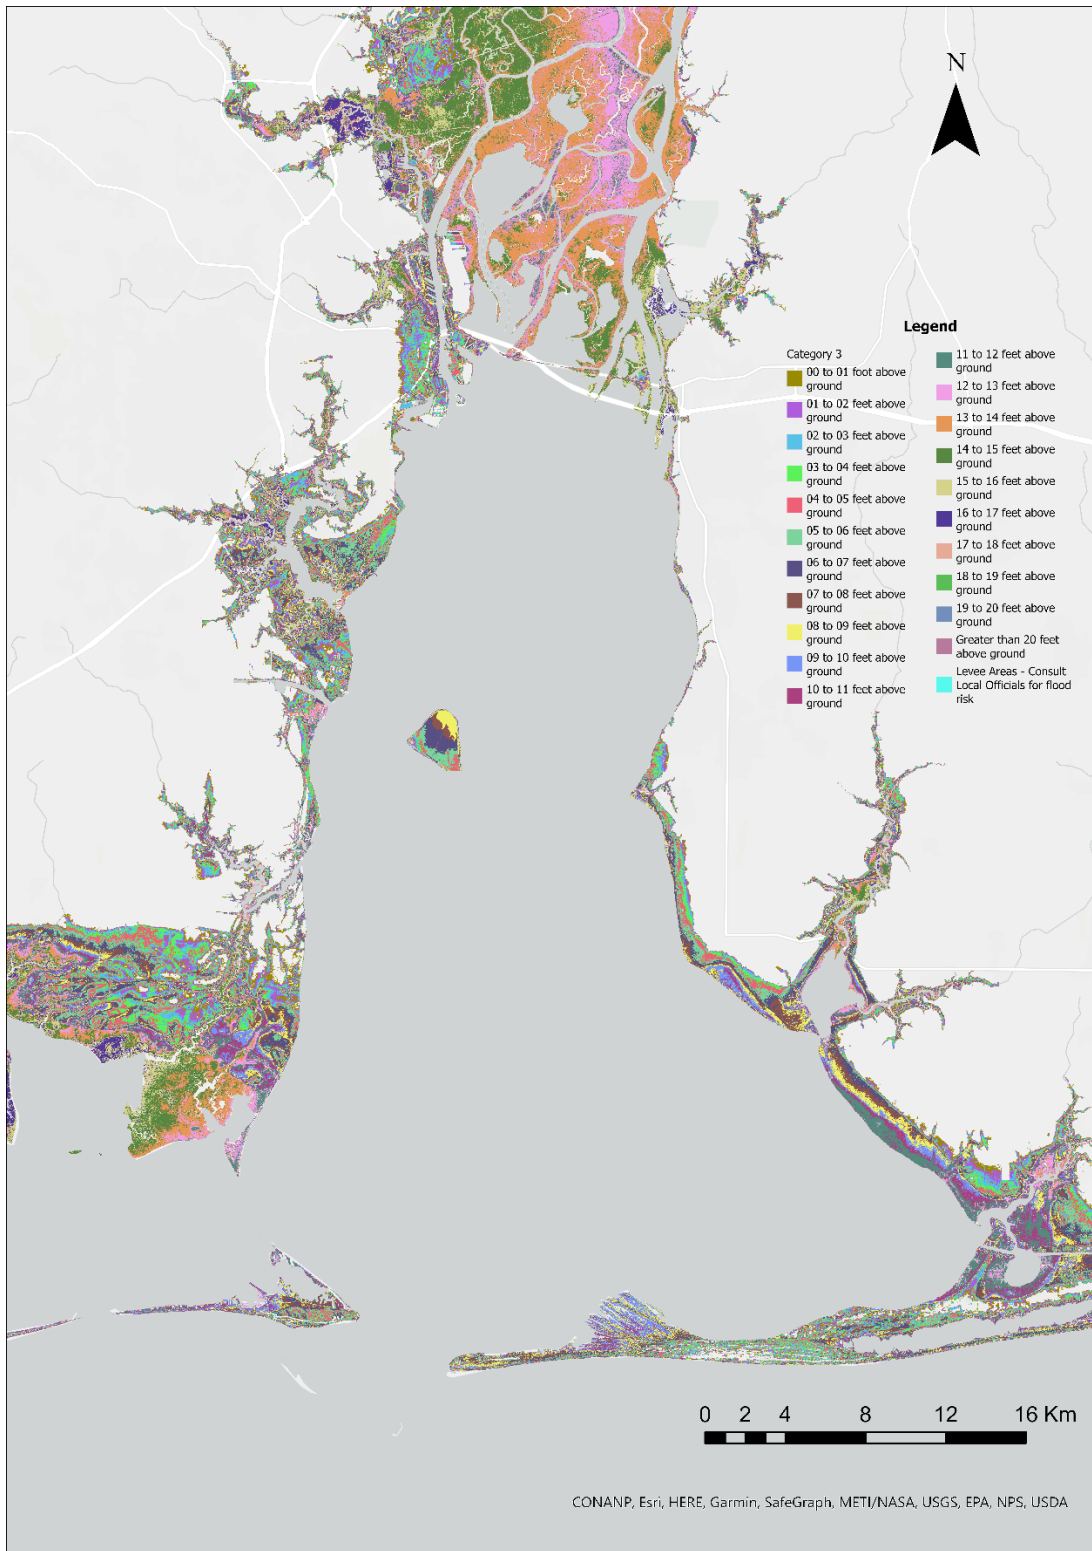 N
Legend
Category 3
00 to 01 foot above
ground
01 to 02 feet above
ground
02 to 03 feet above
ground
03 to 04 feet above
ground
04 to 05 feet above
ground
05 to 06 feet above
ground
06 to 07 feet above
ground
07 to 08 feet above
ground
08 to 09 feet above
ground
09 to 10 feet above
ground
10 to 11 feet above
ground
11 to 12 feet above
ground
12 to 13 feet above
ground
13 to 14 feet above
ground
14 to 15 feet above
ground
15 to 16 feet above
ground
16 to 17 feet above
ground
17 to 18 feet above
ground
18 to 19 feet above
ground
19 to 20 feet above
ground
Greater than 20 feet
above ground
Levee Areas - Consult
Local Officials for flood
risk
0 2 4 8 12 16 Km
CONANP, Esri, HERE, Garmin, SafeGraph, METI/NASA, USGS, EPA, NPS, USDA